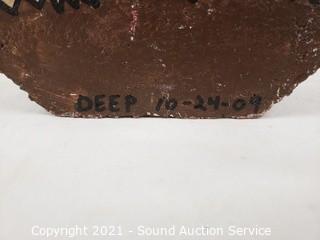 DEEP 10-24-09
Copyright 2021 - Sound Auction Service